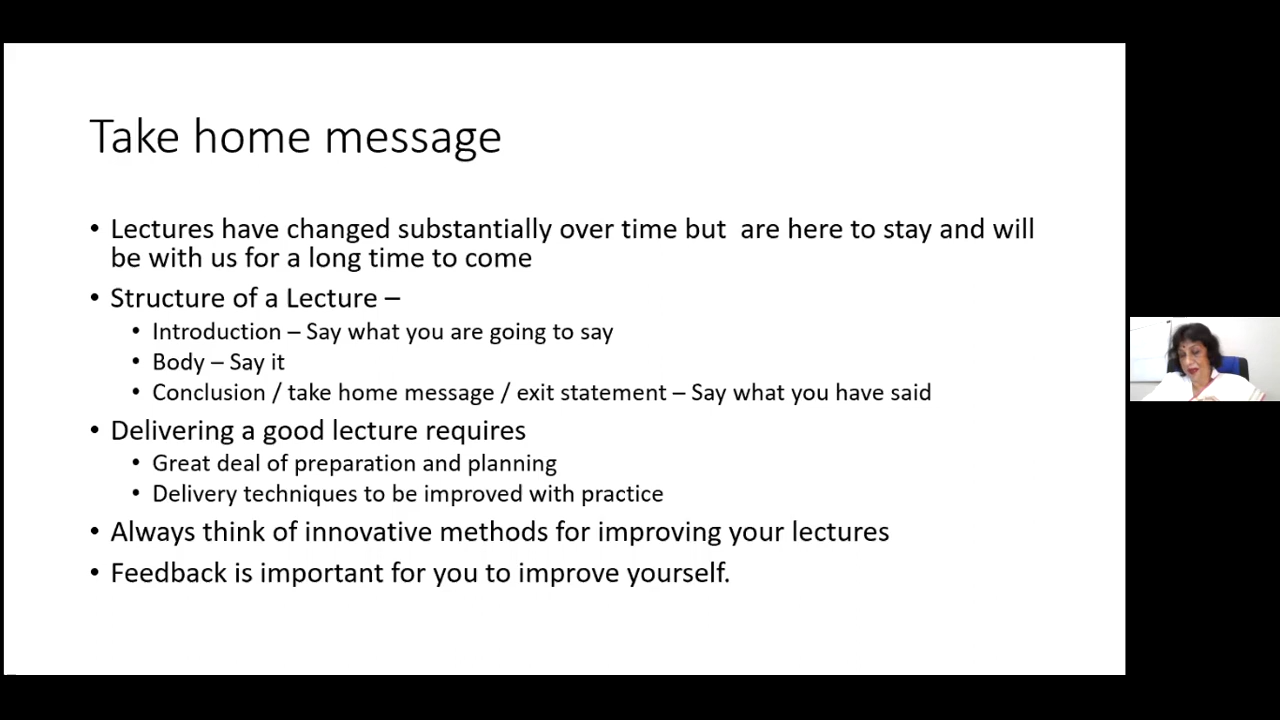 Take home message
• Lectures have changed substantially over time but  are here to stay and will
be with us for a long time to come
• Structure of a Lecture –
• Introduction – Say what you are going to say
• Body – Say it
• Conclusion / take home message / exit statement – Say what you have said
• Delivering a good lecture requires
• Great deal of preparation and planning
• Delivery techniques to be improved with practice
• Always think of innovative methods for improving your lectures
• Feedback is important for you to improve yourself.